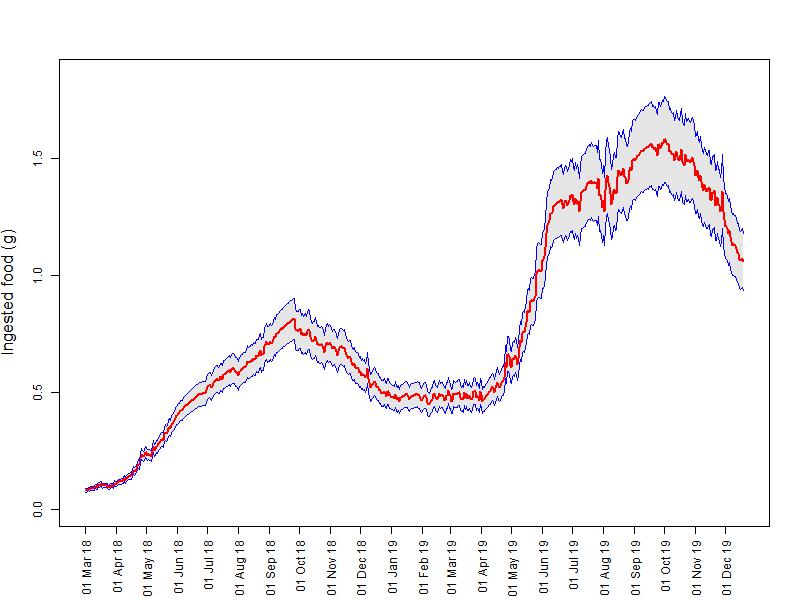 Ingested food (g)
1.5
1.0
0.5
0.0
01 Mar 18
01 Apr 18
01 May 18
01 Jun 18
01 Jul 18
01 Aug 18
01 Sep 18
01 Oct 18
01 Nov 18
01 Dec 18
01 Jan 19
01 Feb 19
01 Mar 19
01 Apr 19
01 May 19
01 Jun 19
01 Jul 19
01 Aug 19
01 Sep 19
01 Oct 19
01 Nov 19
01 Dec 19